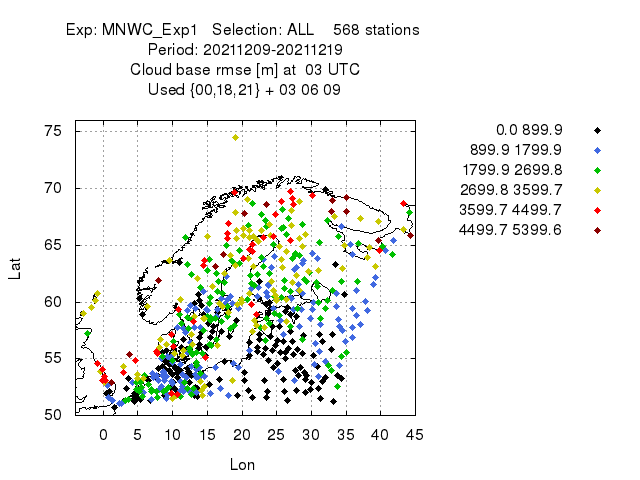 Exp: MNWC_Exp1   Selection: ALL    568 stations
Period: 20211209-20211219
Cloud base rmse [m] at  03 UTC
Used {00,18,21} + 03 06 09
0.0 899.9
899.9 1799.9
1799.9 2699.8
2699.8 3599.7
3599.7 4499.7
4499.7 5399.6
75
70
65
60
55
50
Lat
0 5 10 15 20 25 30 35 40 45
Lon